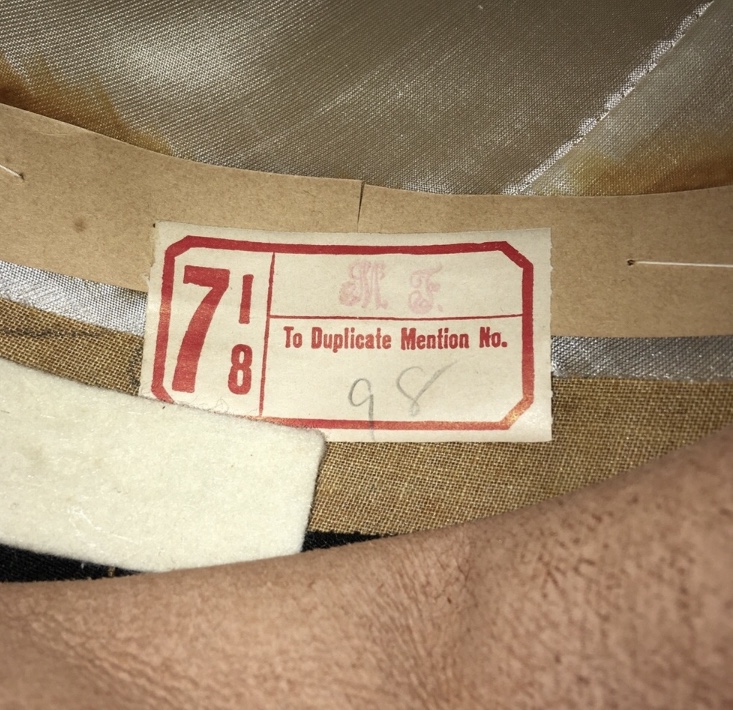 7 1/8
M. F.
To Duplicate Mention No.
98